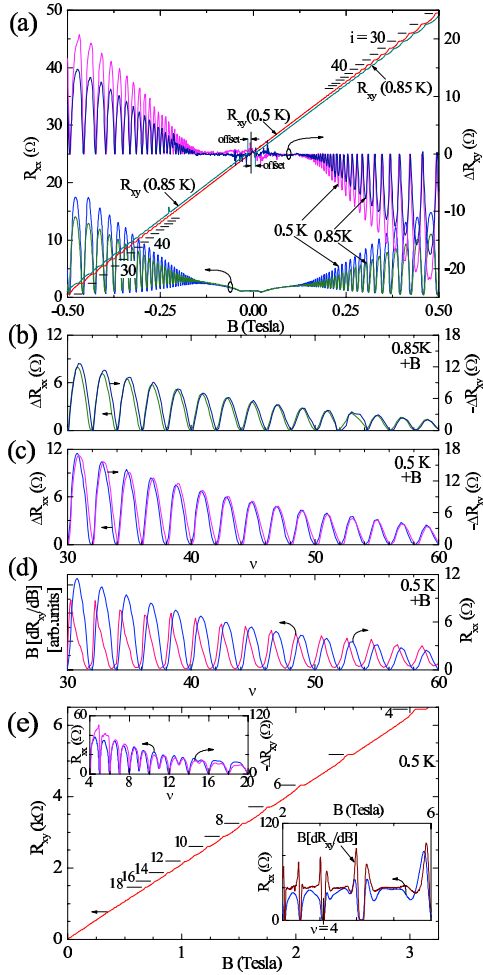 (a)
50
40
30
20
10
0
R_xx (Ω)
20
10
0
-10
-20
ΔR_xy (Ω)
i = 30
40
R_xy (0.85 K)
R_xy (0.5 K)
offset
offset
R_xy (0.85 K)
0.5 K
0.85K
40
30
-0.50 -0.25 0.00 0.25 0.50
B (Tesla)
(b)
12
6
0
ΔR_xx (Ω)
18
12
6
0
-ΔR_xy (Ω)
0.85K
+B
(c)
12
6
0
ΔR_xx (Ω)
18
12
6
0
-ΔR_xy (Ω)
0.5 K
+B
30 40 50 60
ν
(d)
B [dR_xy/dB]
[arb.units]
12
6
0
R_xx (Ω)
0.5 K
+B
30 40 50 60
ν
(e)
6
4
2
0
R_xy (kΩ)
60
0
R_xx (Ω)
120
0
-ΔR_xy (Ω)
4 8 12 16 20
ν
4
0.5 K
6
8
10
12
14
16
18
B (Tesla)
2 6
120
0
R_xx (Ω)
B[dR_xy/dB]
ν=4
0 1 2 3
B (Tesla)